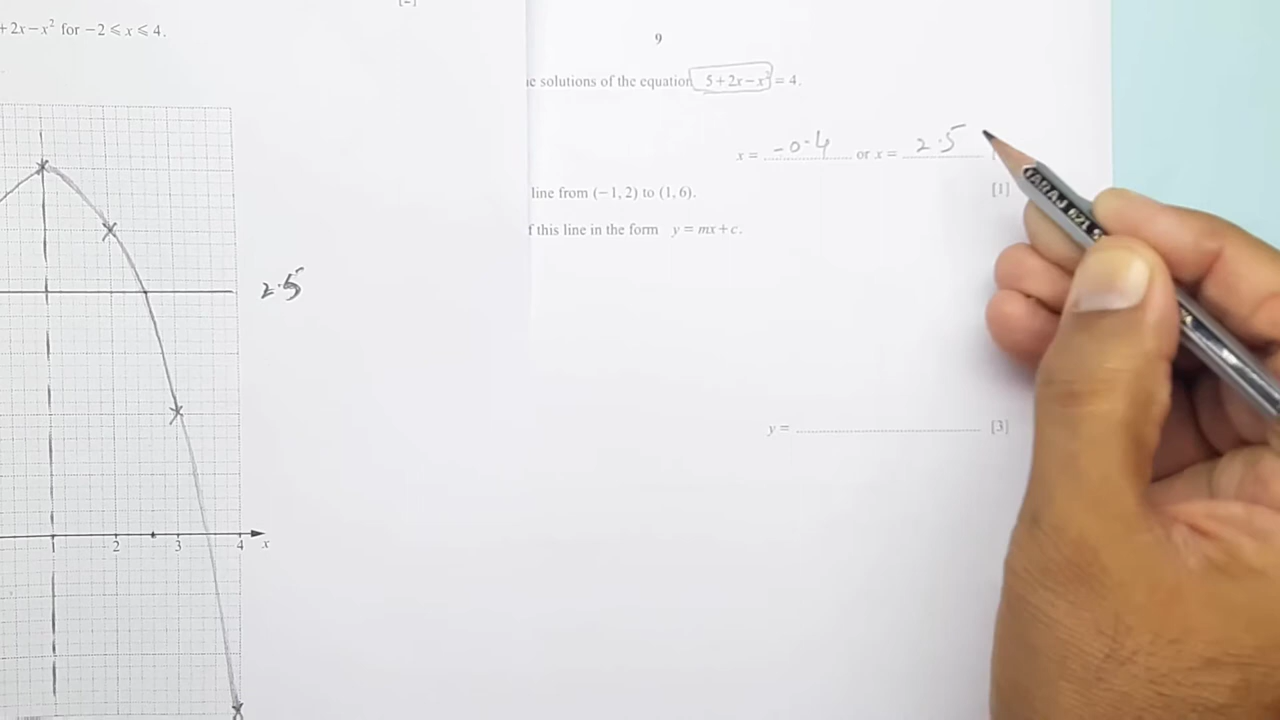 +2x−x² for −2 ⩽ x ⩽ 4.
2.5
1 2 3 4 x
9
e solutions of the equation 5+2x−x² = 4.
x = -0.4 or x = 2.5
line from (−1, 2) to (1, 6). [1]
f this line in the form y = mx+c.
y = [3]